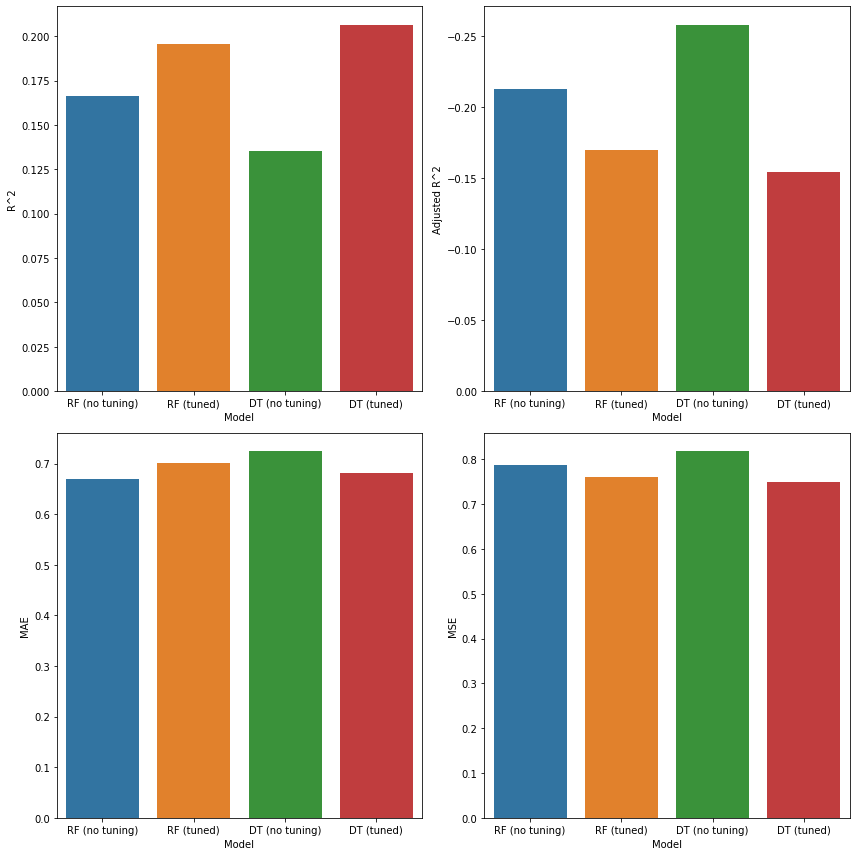 0.200
0.175
0.150
0.125
0.100
0.075
0.050
0.025
0.000
R^2
RF (no tuning) RF (tuned) DT (no tuning) DT (tuned)
Model
−0.25
−0.20
−0.15
−0.10
−0.05
0.00
Adjusted R^2
RF (no tuning) RF (tuned) DT (no tuning) DT (tuned)
Model
0.7
0.6
0.5
0.4
0.3
0.2
0.1
0.0
MAE
RF (no tuning) RF (tuned) DT (no tuning) DT (tuned)
Model
0.8
0.7
0.6
0.5
0.4
0.3
0.2
0.1
0.0
MSE
RF (no tuning) RF (tuned) DT (no tuning) DT (tuned)
Model